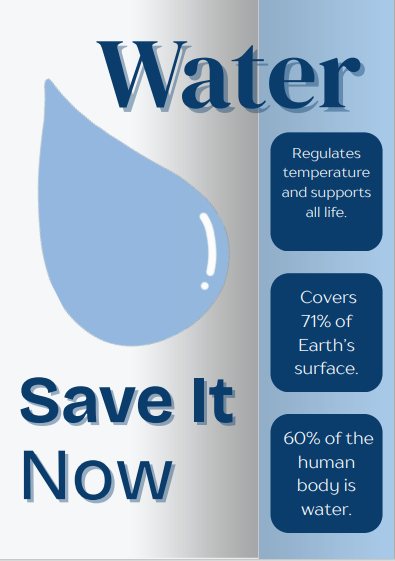 Water
Regulates
temperature
and supports
all life.
Covers
71% of
Earth's
surface.
60% of the
human
body is
water.
Save It
Now